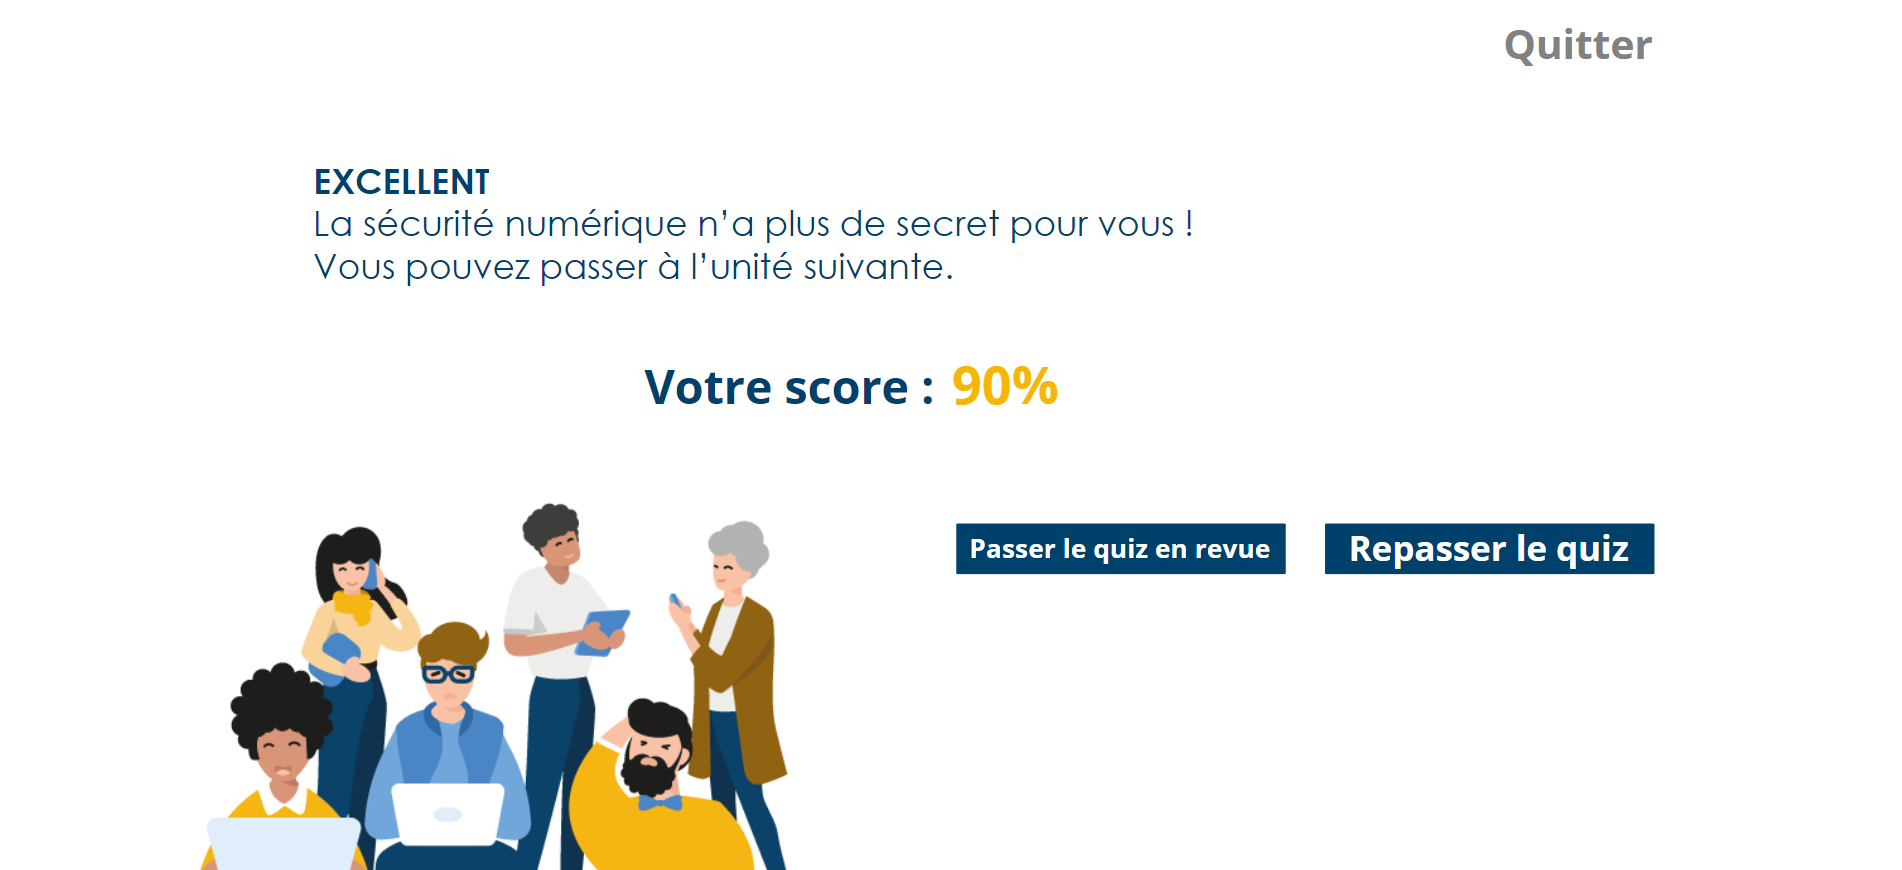 Quitter
EXCELLENT
La sécurité numérique n’a plus de secret pour vous !
Vous pouvez passer à l’unité suivante.
Votre score : 90%
Passer le quiz en revue
Repasser le quiz